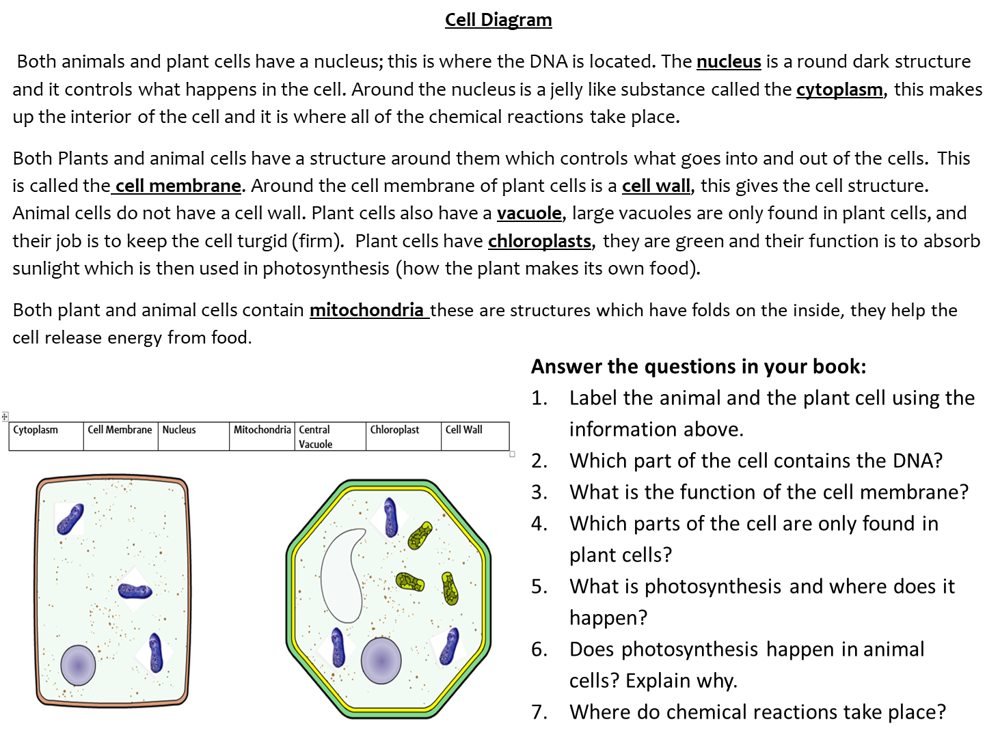 Cell Diagram
Both animals and plant cells have a nucleus; this is where the DNA is located. The nucleus is a round dark structure
and it controls what happens in the cell. Around the nucleus is a jelly like substance called the cytoplasm, this makes
up the interior of the cell and it is where all of the chemical reactions take place.
Both Plants and animal cells have a structure around them which controls what goes into and out of the cells. This
is called the cell membrane. Around the cell membrane of plant cells is a cell wall, this gives the cell structure.
Animal cells do not have a cell wall. Plant cells also have a vacuole, large vacuoles are only found in plant cells, and
their job is to keep the cell turgid (firm). Plant cells have chloroplasts, they are green and their function is to absorb
sunlight which is then used in photosynthesis (how the plant makes its own food).
Both plant and animal cells contain mitochondria these are structures which have folds on the inside, they help the
cell release energy from food.
Cytoplasm Cell Membrane Nucleus Mitochondria Central Chloroplast Cell Wall
Vacuole
Answer the questions in your book:
1. Label the animal and the plant cell using the
information above.
2. Which part of the cell contains the DNA?
3. What is the function of the cell membrane?
4. Which parts of the cell are only found in
plant cells?
5. What is photosynthesis and where does it
happen?
6. Does photosynthesis happen in animal
cells? Explain why.
7. Where do chemical reactions take place?